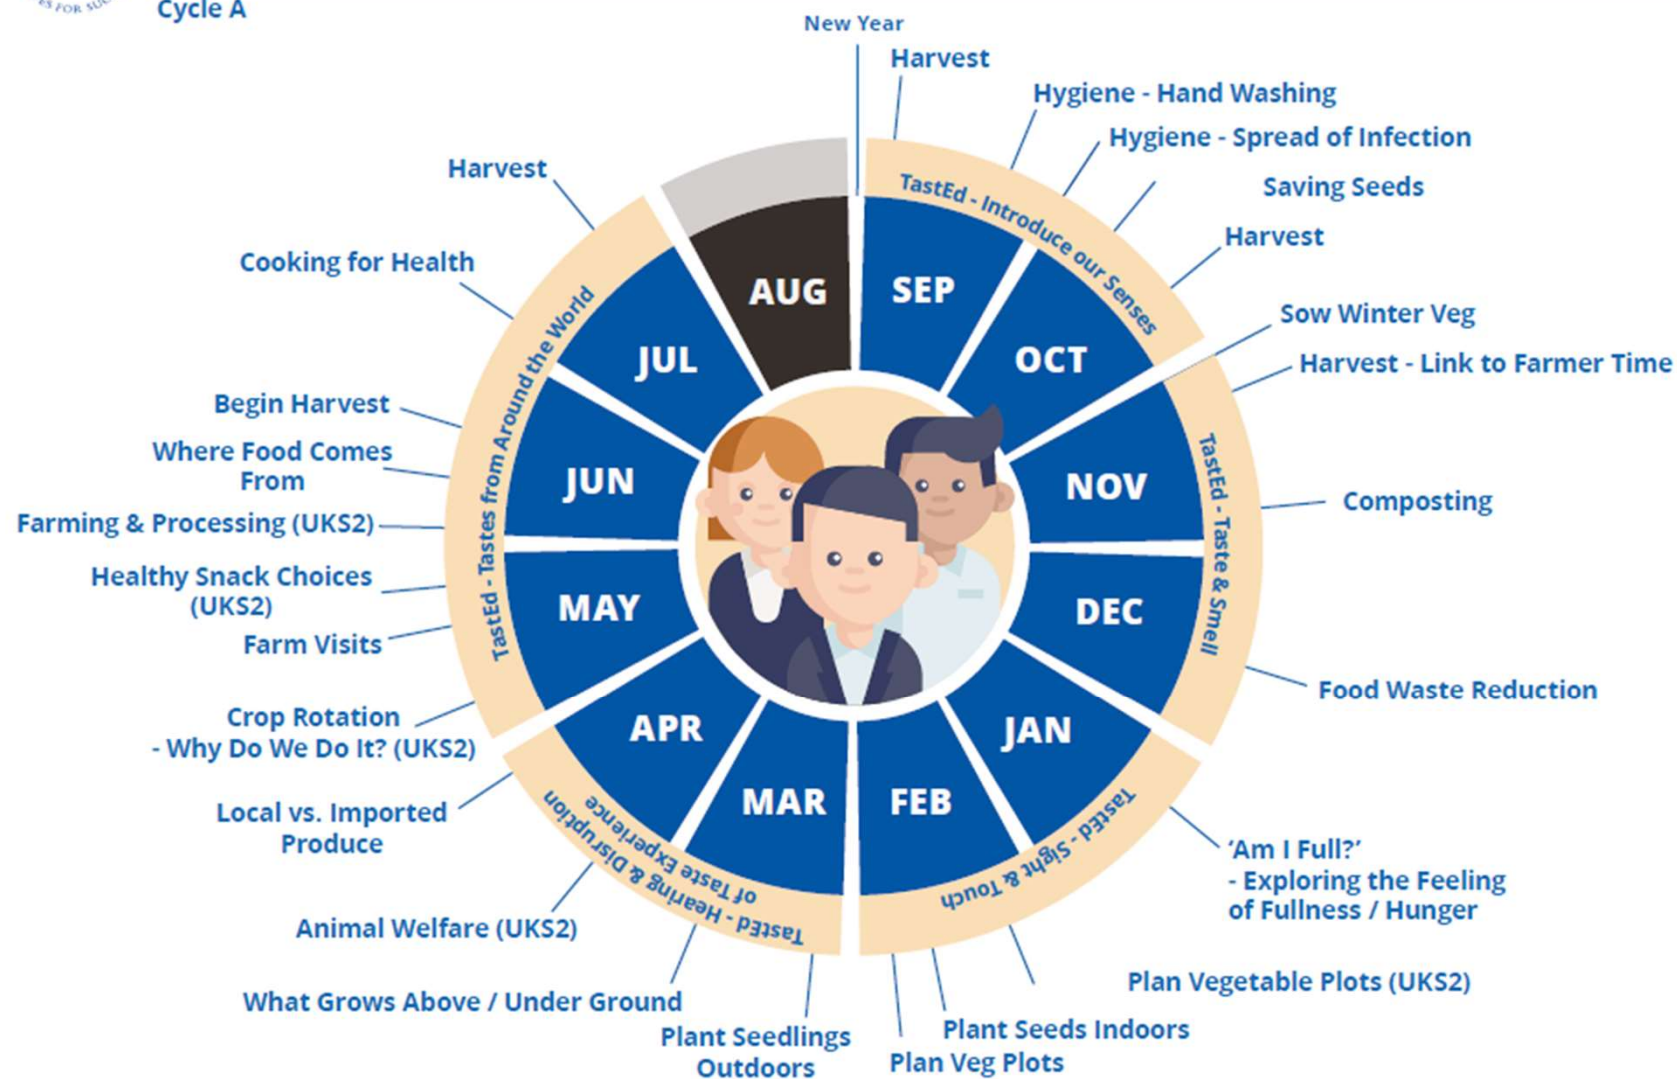 ES FOR SUC
Cycle A
New Year
Harvest
Hygiene - Hand Washing
Hygiene - Spread of Infection
Saving Seeds
Harvest
Sow Winter Veg
Harvest - Link to Farmer Time
Composting
Food Waste Reduction
'Am I Full?'
- Exploring the Feeling
of Fullness / Hunger
Plan Vegetable Plots (UKS2)
Plant Seeds Indoors
Plan Veg Plots
Plant Seedlings
Outdoors
What Grows Above / Under Ground
Animal Welfare (UKS2)
Local vs. Imported
Produce
Crop Rotation
- Why Do We Do It? (UKS2)
Farm Visits
Healthy Snack Choices
(UKS2)
Farming & Processing (UKS2)
Where Food Comes
From
Begin Harvest
Cooking for Health
Harvest
TastEd - Introduce our Senses
TastEd - Taste & Smell
TastEd - Sight & Touch
TastEd - Hearing & Disruption
of Taste Experience
TastEd - Tastes from Around the World
SEP
OCT
NOV
DEC
JAN
FEB
MAR
APR
MAY
JUN
JUL
AUG